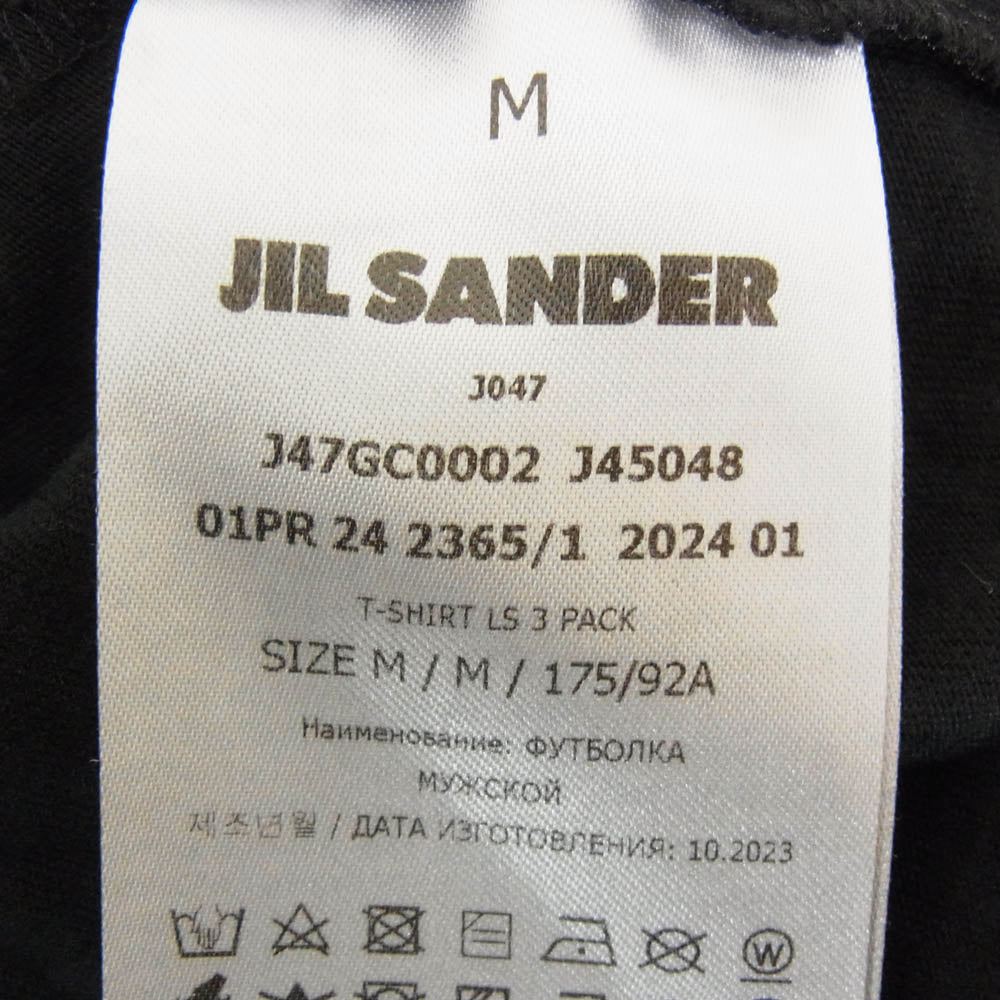 M
JIL SANDER
J047
J47GC0002 J45048
01PR 24 2365/1 2024 01
T-SHIRT LS 3 PACK
SIZE M / M / 175/92A
Наименование: ФУТБОЛКА
МУЖСКОЙ
제조년월 / ДАТА ИЗГОТОВЛЕНИЯ: 10.2023
W